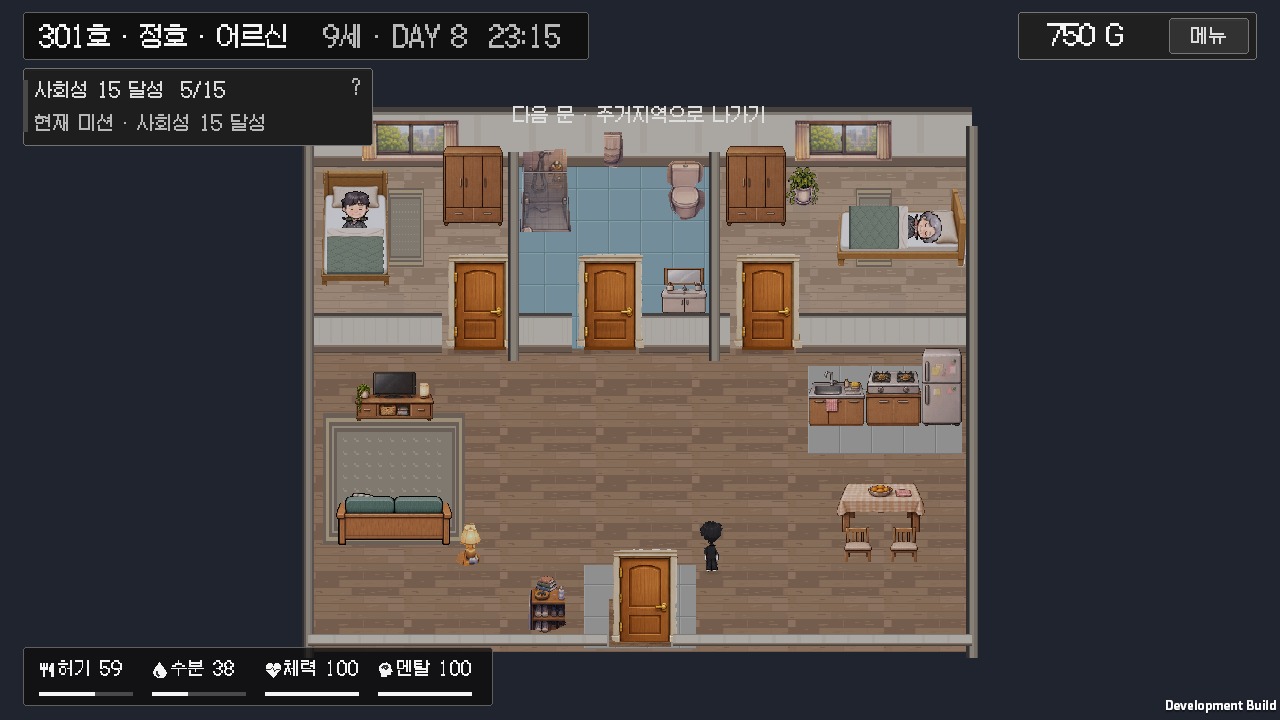 301호 · 정호 · 어르신 9세 · DAY 8 23:15
750 G 메뉴
사회성 15 달성 5/15 ?
현재 미션 · 사회성 15 달성
다음 문 · 주거지역으로 나가기
허기 59 수분 38 체력 100 멘탈 100
Development Build